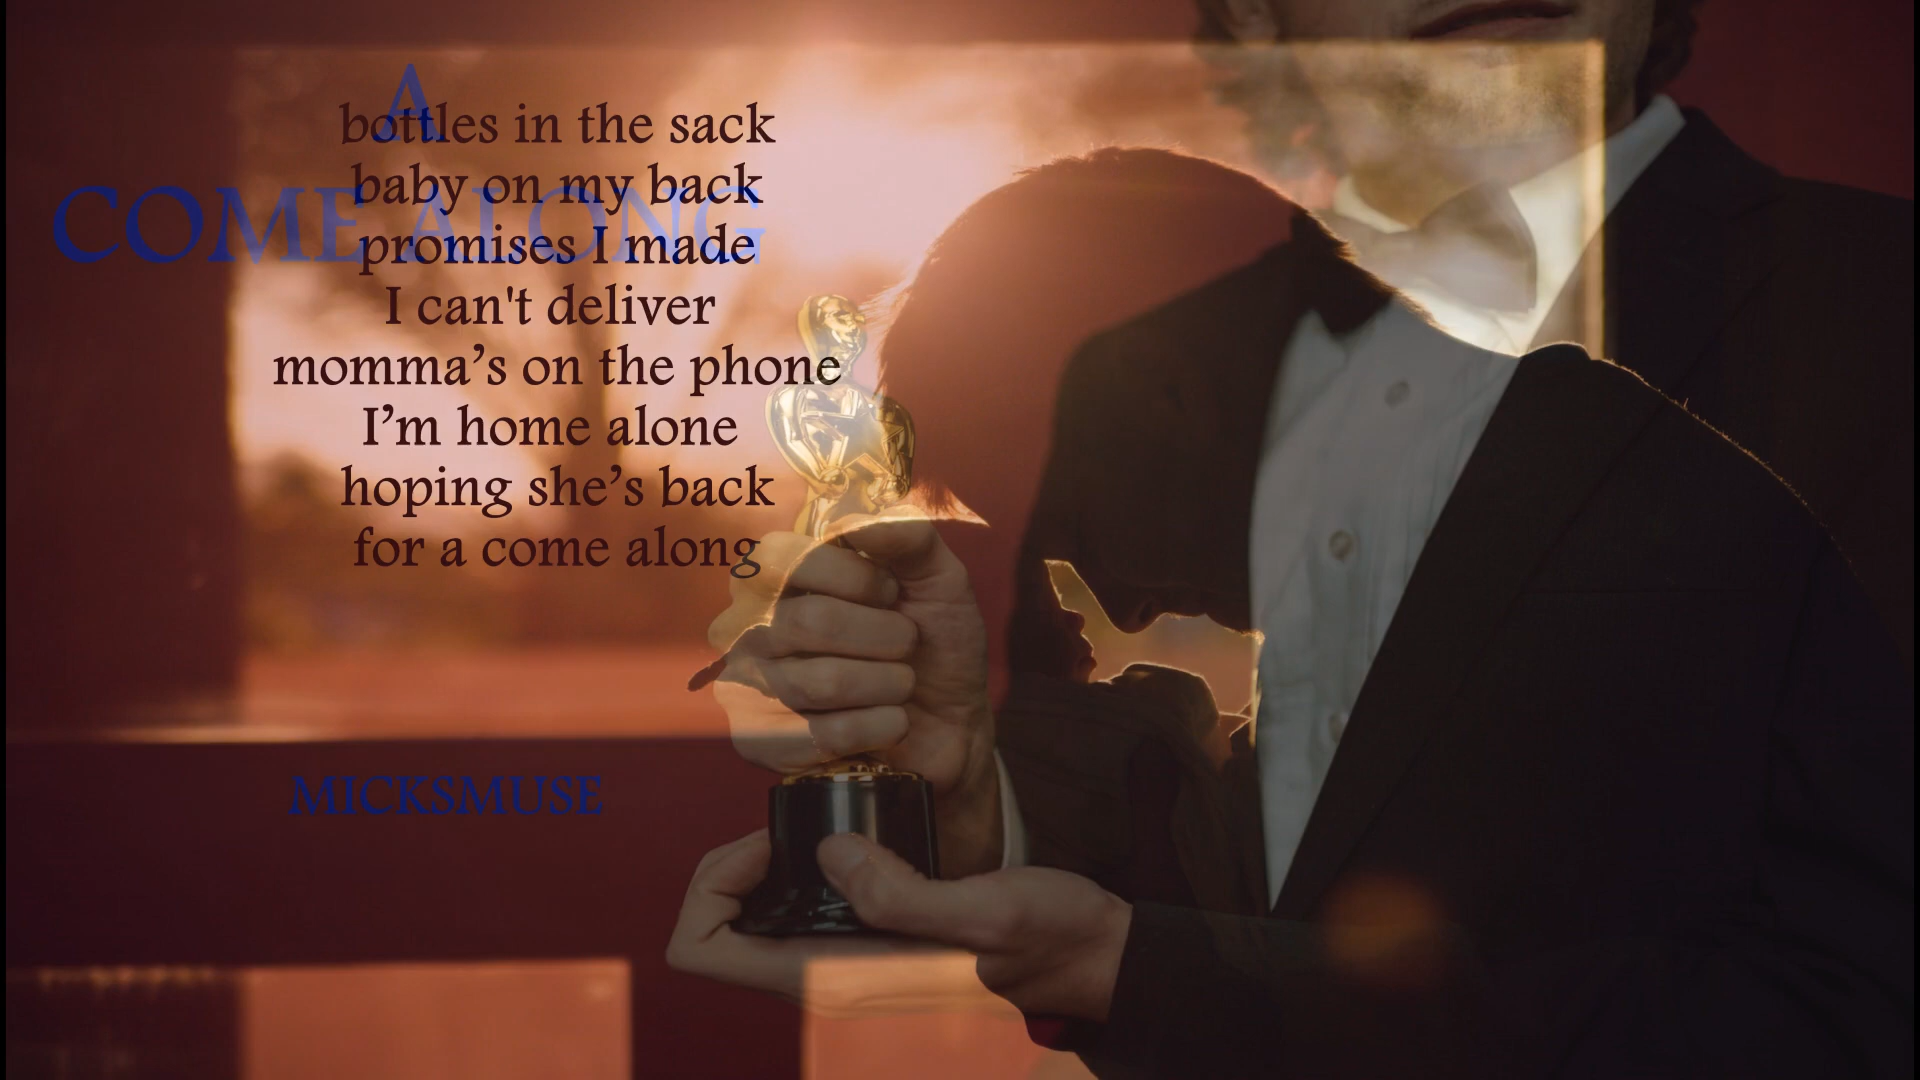 A
COME ALONG
bottles in the sack
baby on my back
promises I made
I can't deliver
momma’s on the phone
I’m home alone
hoping she’s back
for a come along
MICKSMUSE